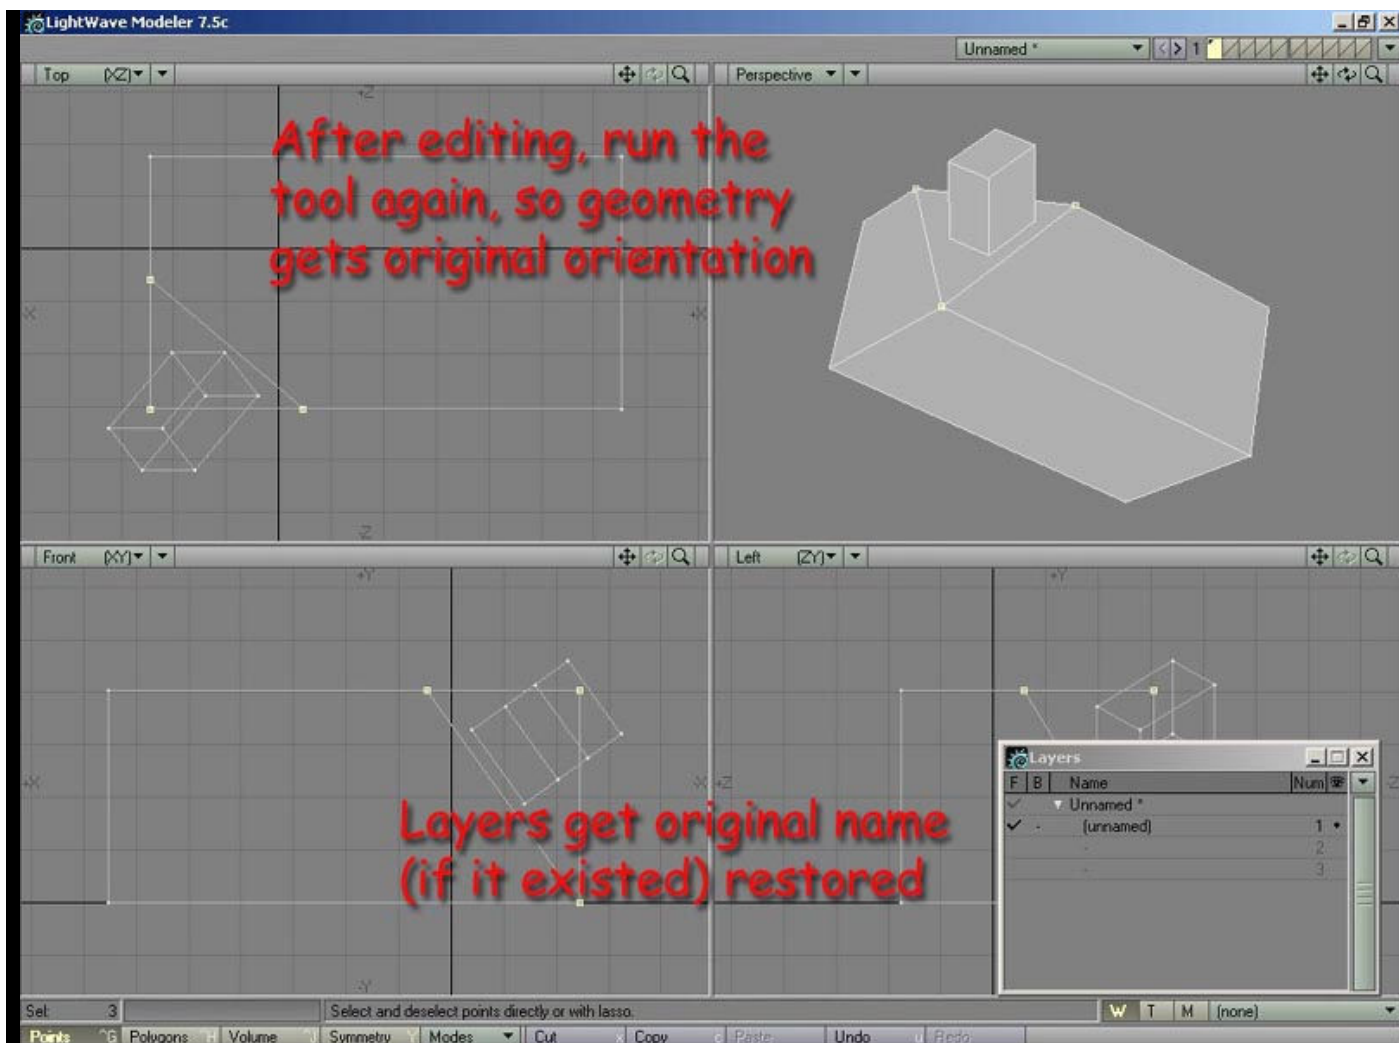 LightWave Modeler 7.5c
Unnamed * 1
Top (XZ)
Perspective
+Z
After editing, run the
tool again, so geometry
gets original orientation
-X
+X
-Z
Front (XY)
Left (ZY)
+Y
+Y
+X
-X
+Z
-Z
Layers
F B Name Num
Unnamed *
(unnamed) 1
2
3
Layers get original name
(if it existed) restored
-Y
Sel: 3 Select and deselect points directly or with lasso. W T M (none)
Points ^G Polygons ^H Volume ^J Symmetry Y Modes Cut x Copy c Paste Undo u Redo